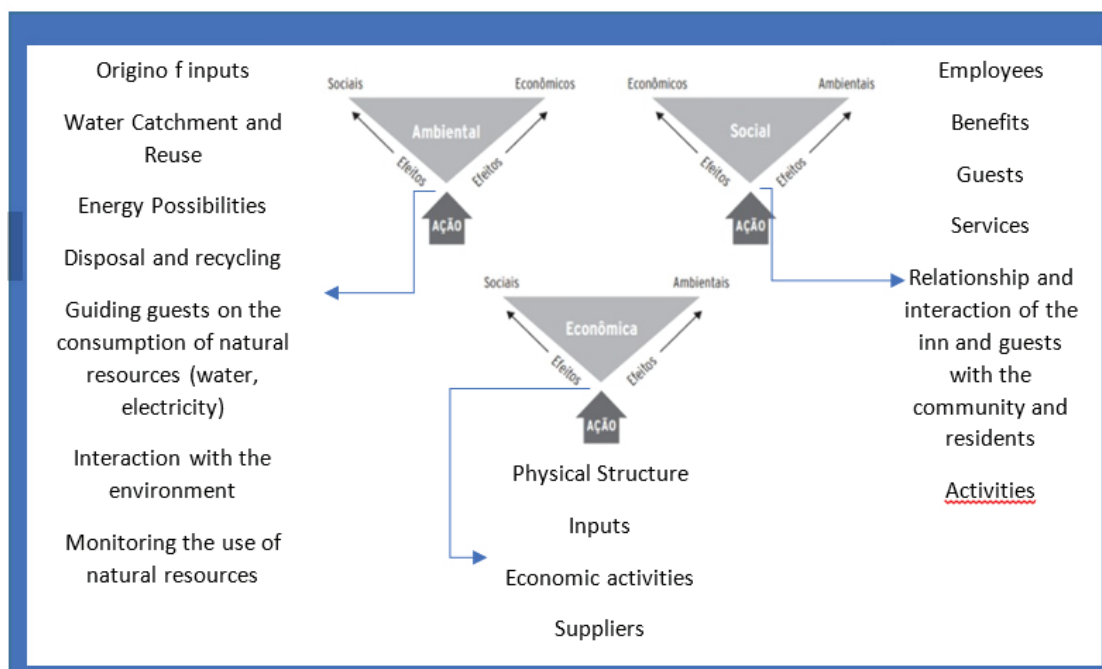 Origino f inputs
Water Catchment and
Reuse
Energy Possibilities
Disposal and recycling
Guiding guests on the
consumption of natural
resources (water,
electricity)
Interaction with the
environment
Monitoring the use of
natural resources
Sociais
Econômicos
Ambiental
Efeitos
Efeitos
AÇÃO
Econômicos
Ambientais
Social
Efeitos
Efeitos
AÇÃO
Sociais
Ambientais
Econômica
Efeitos
Efeitos
AÇÃO
Physical Structure
Inputs
Economic activities
Suppliers
Employees
Benefits
Guests
Services
Relationship and
interaction of the
inn and guests
with the
community and
residents
Activities